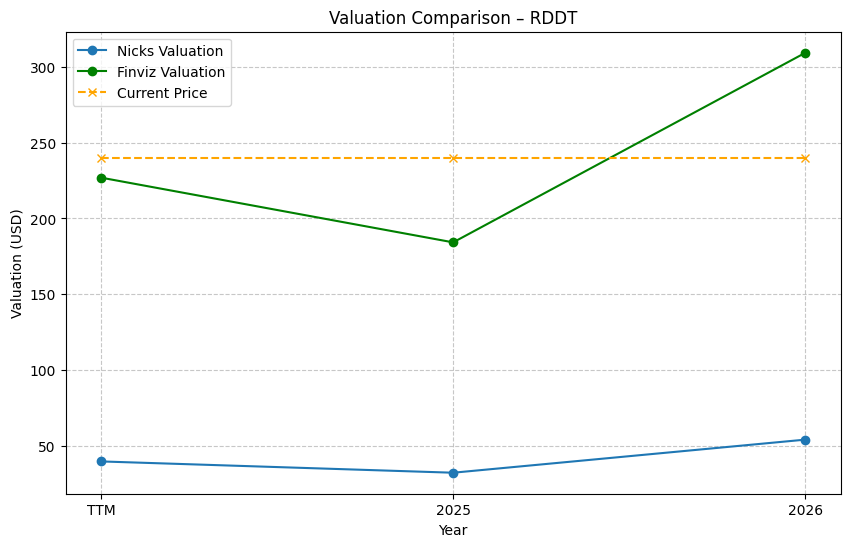 Valuation Comparison – RDDT
Nicks Valuation
Finviz Valuation
Current Price
Valuation (USD)
300
250
200
150
100
50
TTM
2025
2026
Year